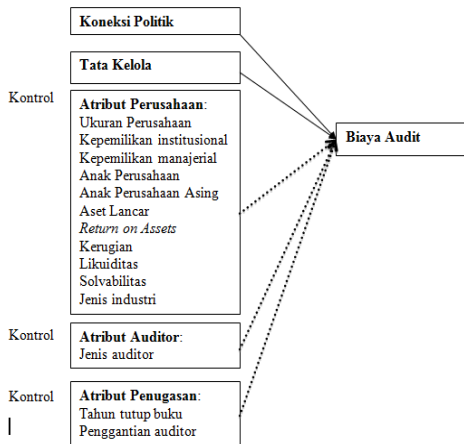 Koneksi Politik
Tata Kelola
Kontrol
Atribut Perusahaan:
Ukuran Perusahaan
Kepemilikan institusional
Kepemilikan manajerial
Anak Perusahaan
Anak Perusahaan Asing
Aset Lancar
Return on Assets
Kerugian
Likuiditas
Solvabilitas
Jenis industri
Biaya Audit
Kontrol
Atribut Auditor:
Jenis auditor
Kontrol
Atribut Penugasan:
Tahun tutup buku
Penggantian auditor